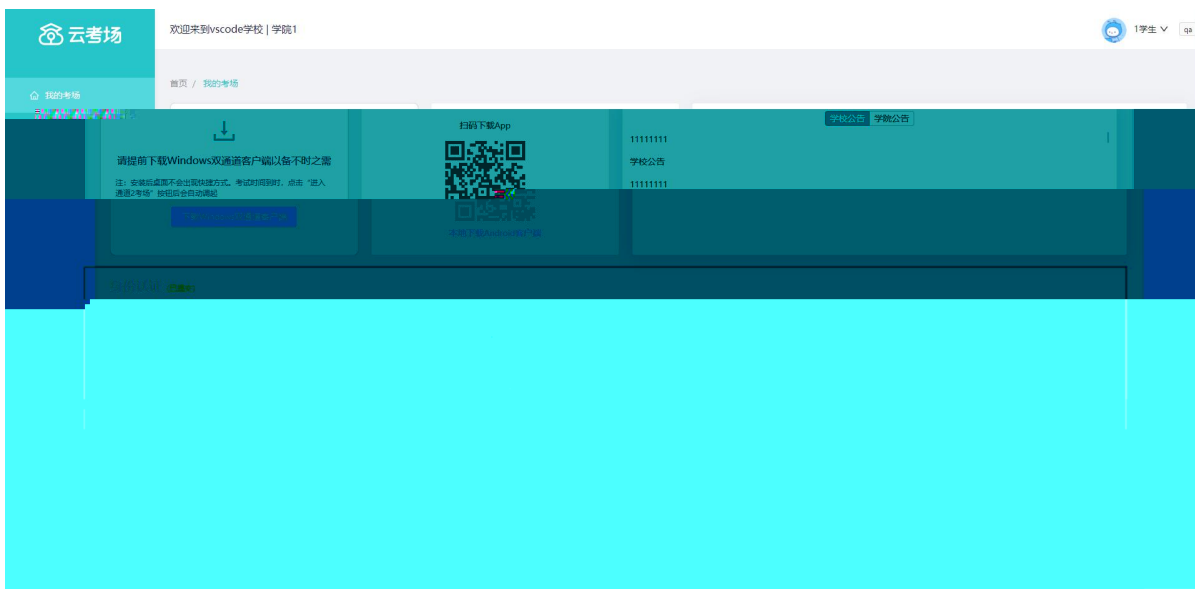 云考场
欢迎来到vscode学校 | 学院1
1学生
qa
首页 / 我的考场
我的考场
请提前下载Windows双通道客户端以备不时之需
注：安装后桌面不会出现快捷方式。考试时间到时，点击“进入
通道2考场”按钮后会自动调起
扫码下载App
学校公告 学院公告
11111111
学校公告
11111111